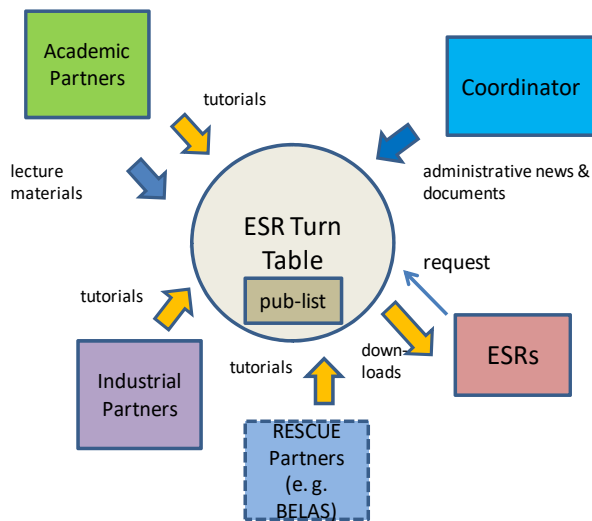 Academic
Partners
Coordinator
tutorials
lecture
materials
administrative news &
documents
ESR Turn
Table
pub-list
request
tutorials
tutorials
down-
loads
ESRs
Industrial
Partners
RESCUE
Partners
(e. g.
BELAS)